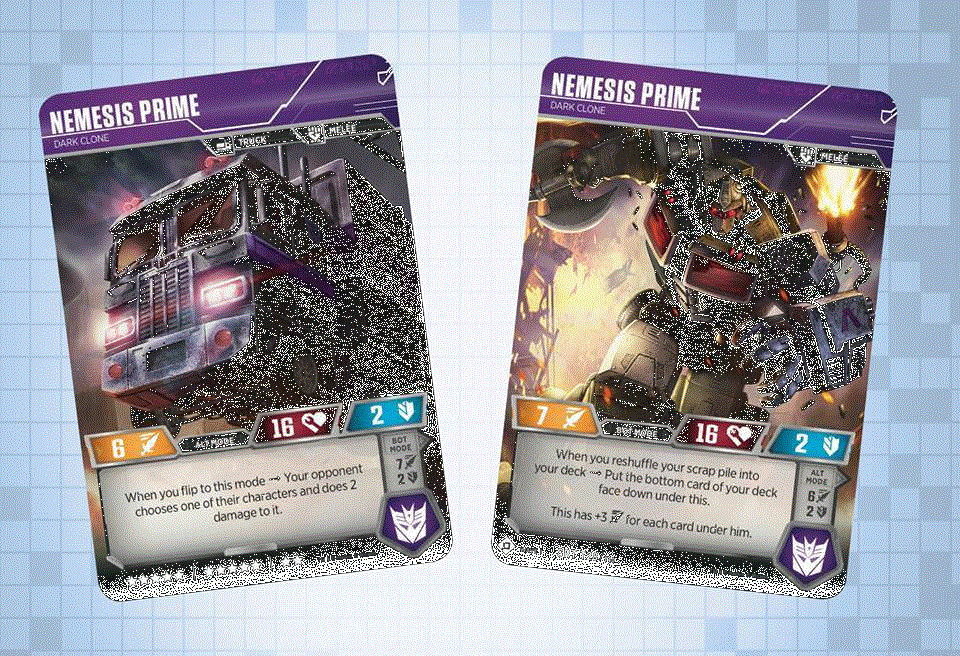 NEMESIS PRIME
DARK CLONE
TRUCK MELEE
6
ALT MODE
16
2
When you flip to this mode → Your opponent
chooses one of their characters and does 2
damage to it.
BOT
MODE
7
2
NEMESIS PRIME
DARK CLONE
MELEE
7
BOT MODE
16
2
When you reshuffle your scrap pile into
your deck → Put the bottom card of your deck
face down under this.
This has +3 for each card under him.
ALT
MODE
6
2